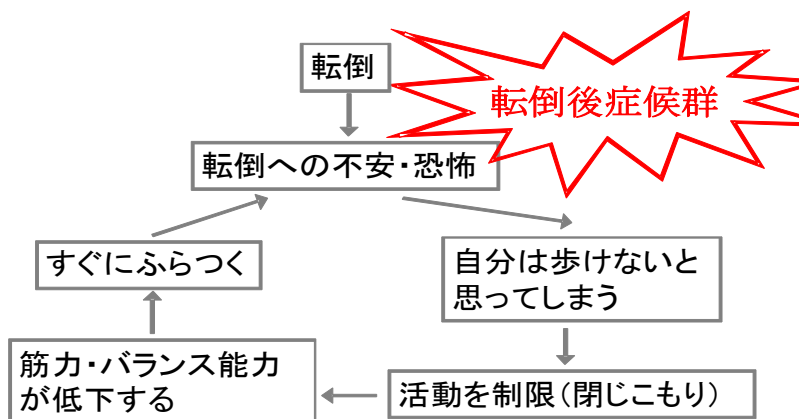 転倒
転倒後症候群
転倒への不安・恐怖
すぐにふらつく
自分は歩けないと
思ってしまう
筋力・バランス能力
が低下する
活動を制限(閉じこもり)